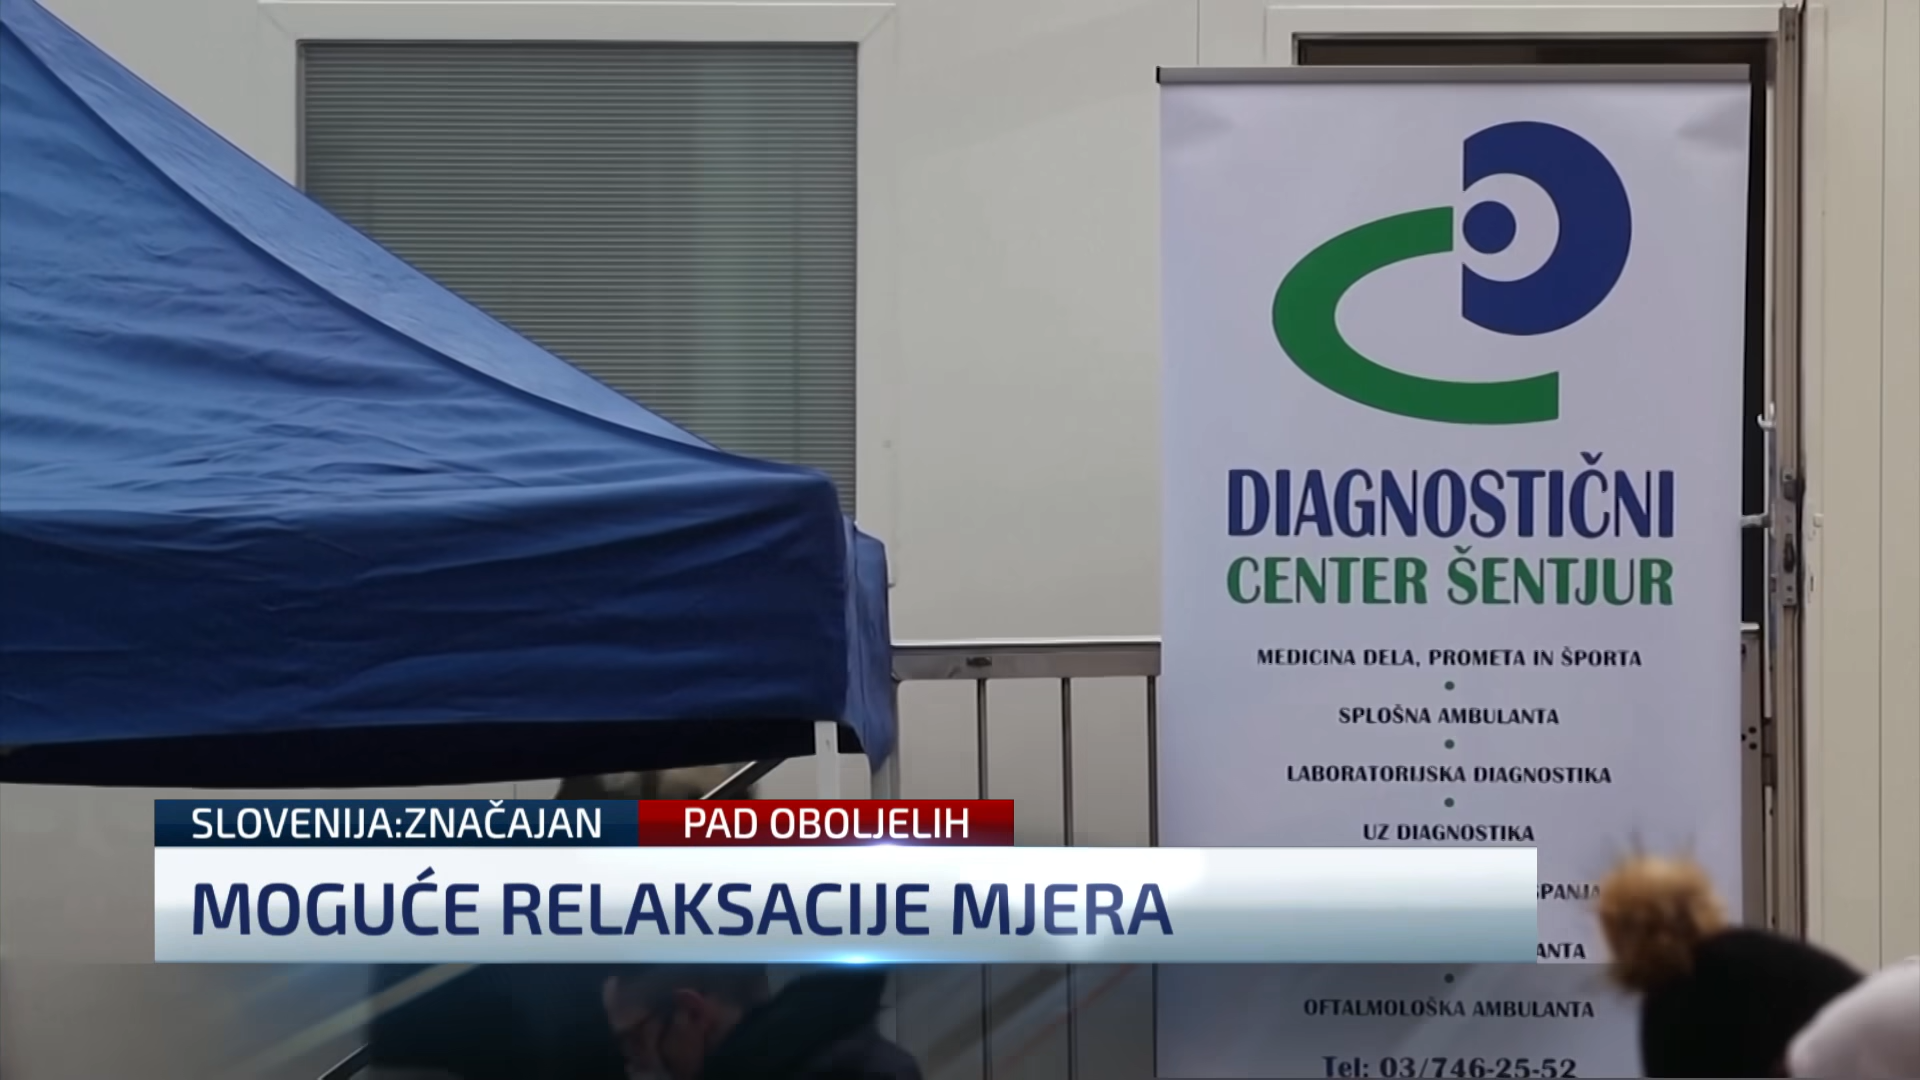 DIAGNOSTIČNI
CENTER ŠENTJUR
MEDICINA DELA, PROMETA IN ŠPORTA
SPLOŠNA AMBULANTA
LABORATORIJSKA DIAGNOSTIKA
UZ DIAGNOSTIKA
OFTALMOLOŠKA AMBULANTA
Tel: 03/746-25-52
SLOVENIJA:ZNAČAJAN PAD OBOLJELIH
MOGUĆE RELAKSACIJE MJERA